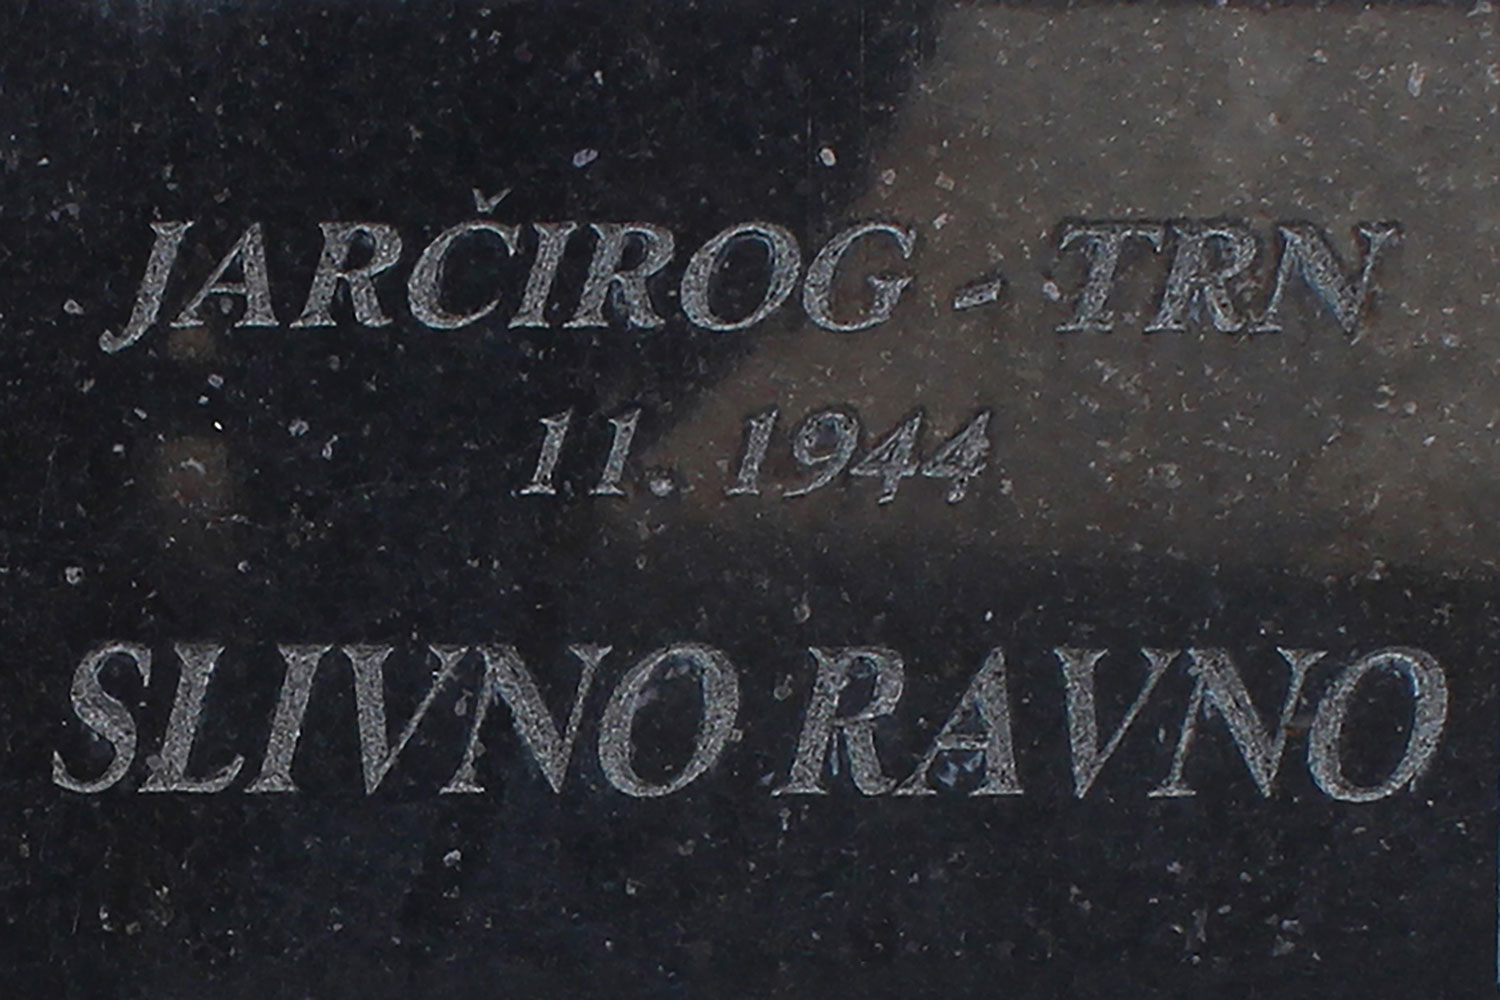 JARČIROG - TRN
11. 1944
SLIVNO RAVNO